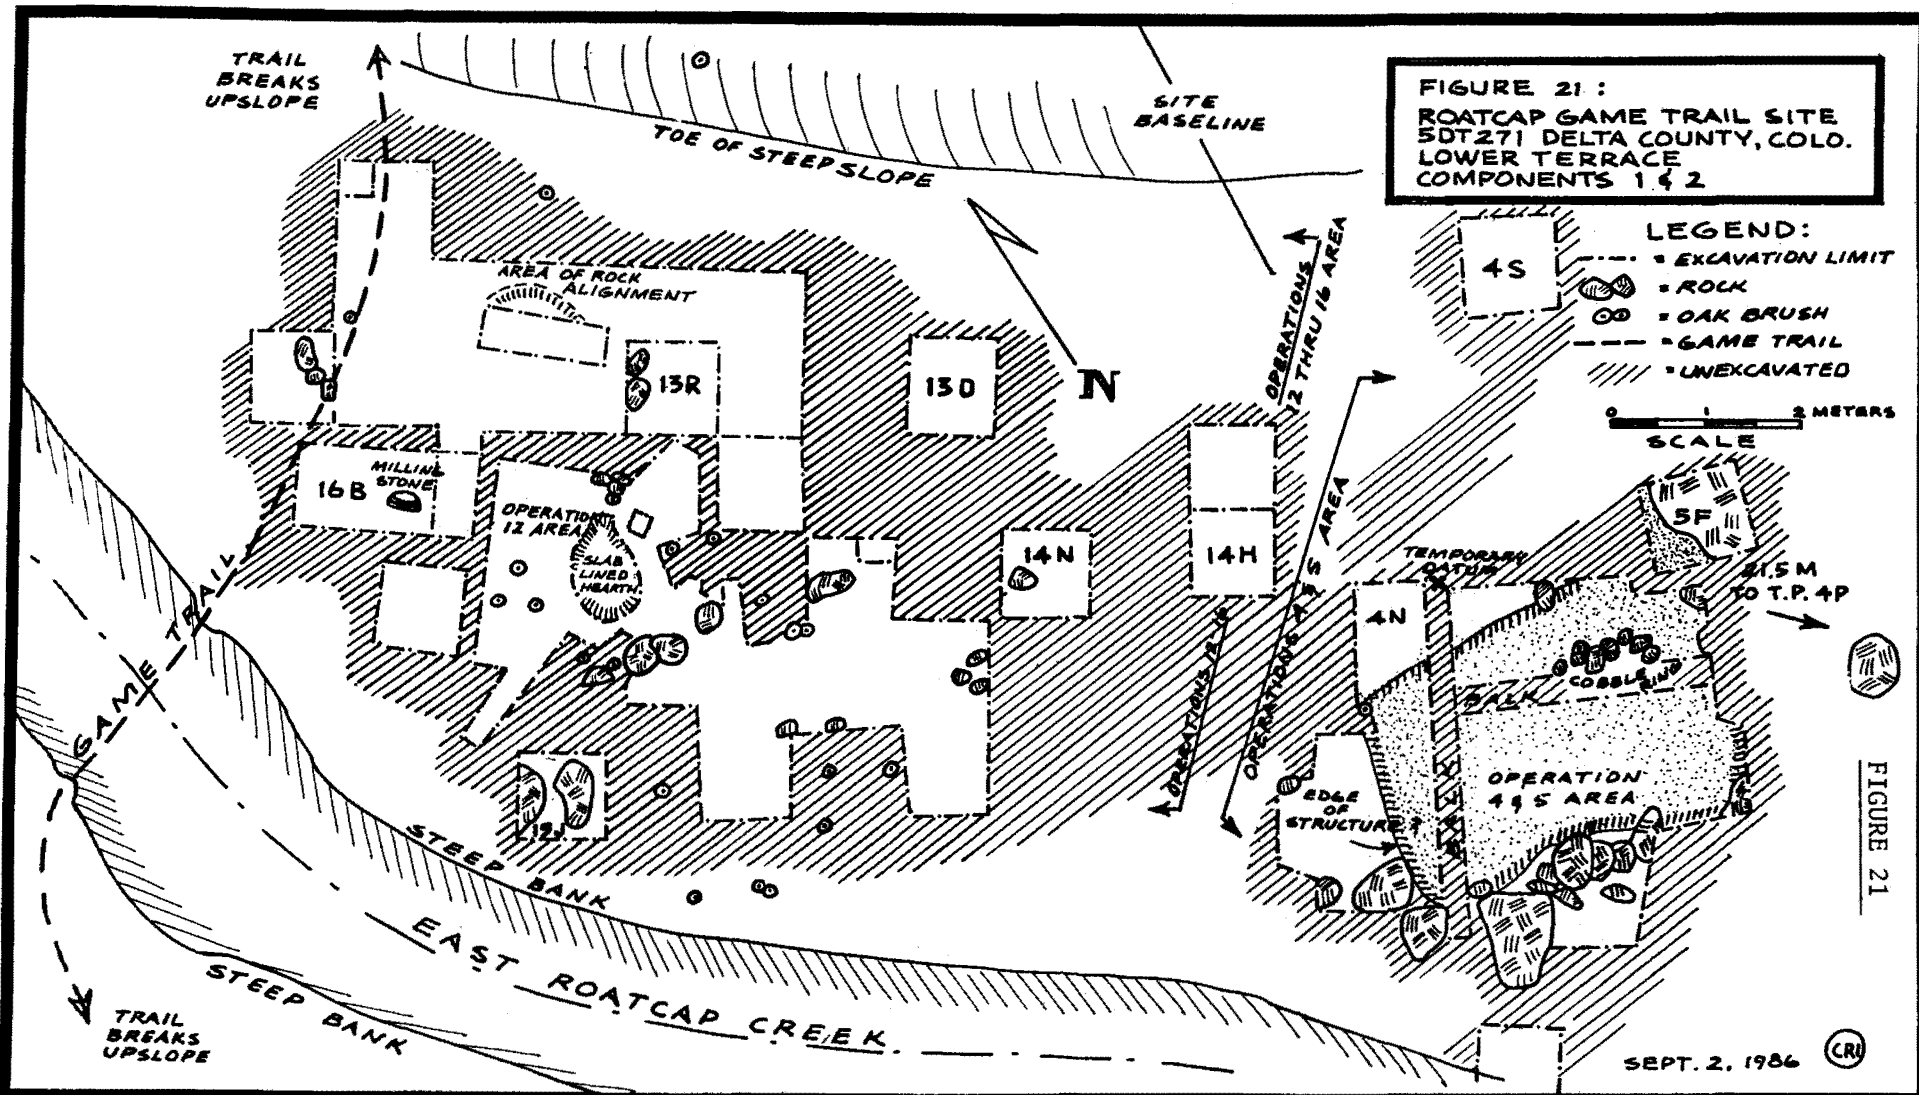 TRAIL
BREAKS
UPSLOPE
TOE OF STEEP SLOPE
SITE
BASELINE
FIGURE 21:
ROATCAP GAME TRAIL SITE
5DT271 DELTA COUNTY, COLO.
LOWER TERRACE
COMPONENTS 1 & 2
LEGEND:
= EXCAVATION LIMIT
= ROCK
= OAK BRUSH
= GAME TRAIL
= UNEXCAVATED
0 1 2 METERS
SCALE
4S
AREA OF ROCK
ALIGNMENT
13R
13D
N
OPERATIONS
12 THRU 16 AREA
16B
MILLING
STONE
OPERATION
12 AREA
SLAB
LINED
HEARTH
14N
14H
5F
TEMPORARY
DATUM
21.5 M
TO T.P. 4P
4N
COBBLE RING
BALK
BALK
OPERATIONS 12-16
OPERATIONS 4 & 5 AREA
OPERATION
4 & 5 AREA
EDGE
OF
STRUCTURE?
12J
GAME TRAIL
STEEP BANK
EAST ROATCAP CREEK
STEEP BANK
TRAIL
BREAKS
UPSLOPE
SEPT. 2, 1986
CRI
FIGURE 21